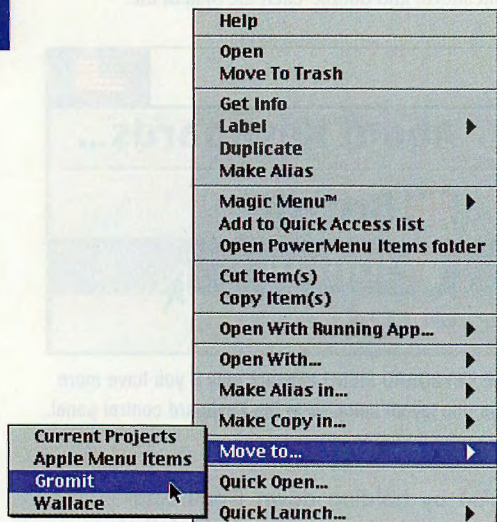 Help
Open
Move To Trash
Get Info
Label
Duplicate
Make Alias
Magic Menu™
Add to Quick Access list
Open PowerMenu Items folder
Cut Item(s)
Copy Item(s)
Open With Running App...
Open With...
Make Alias in...
Make Copy in...
Move to...
Current Projects
Apple Menu Items
Gromit
Wallace
Quick Open...
Quick Launch...